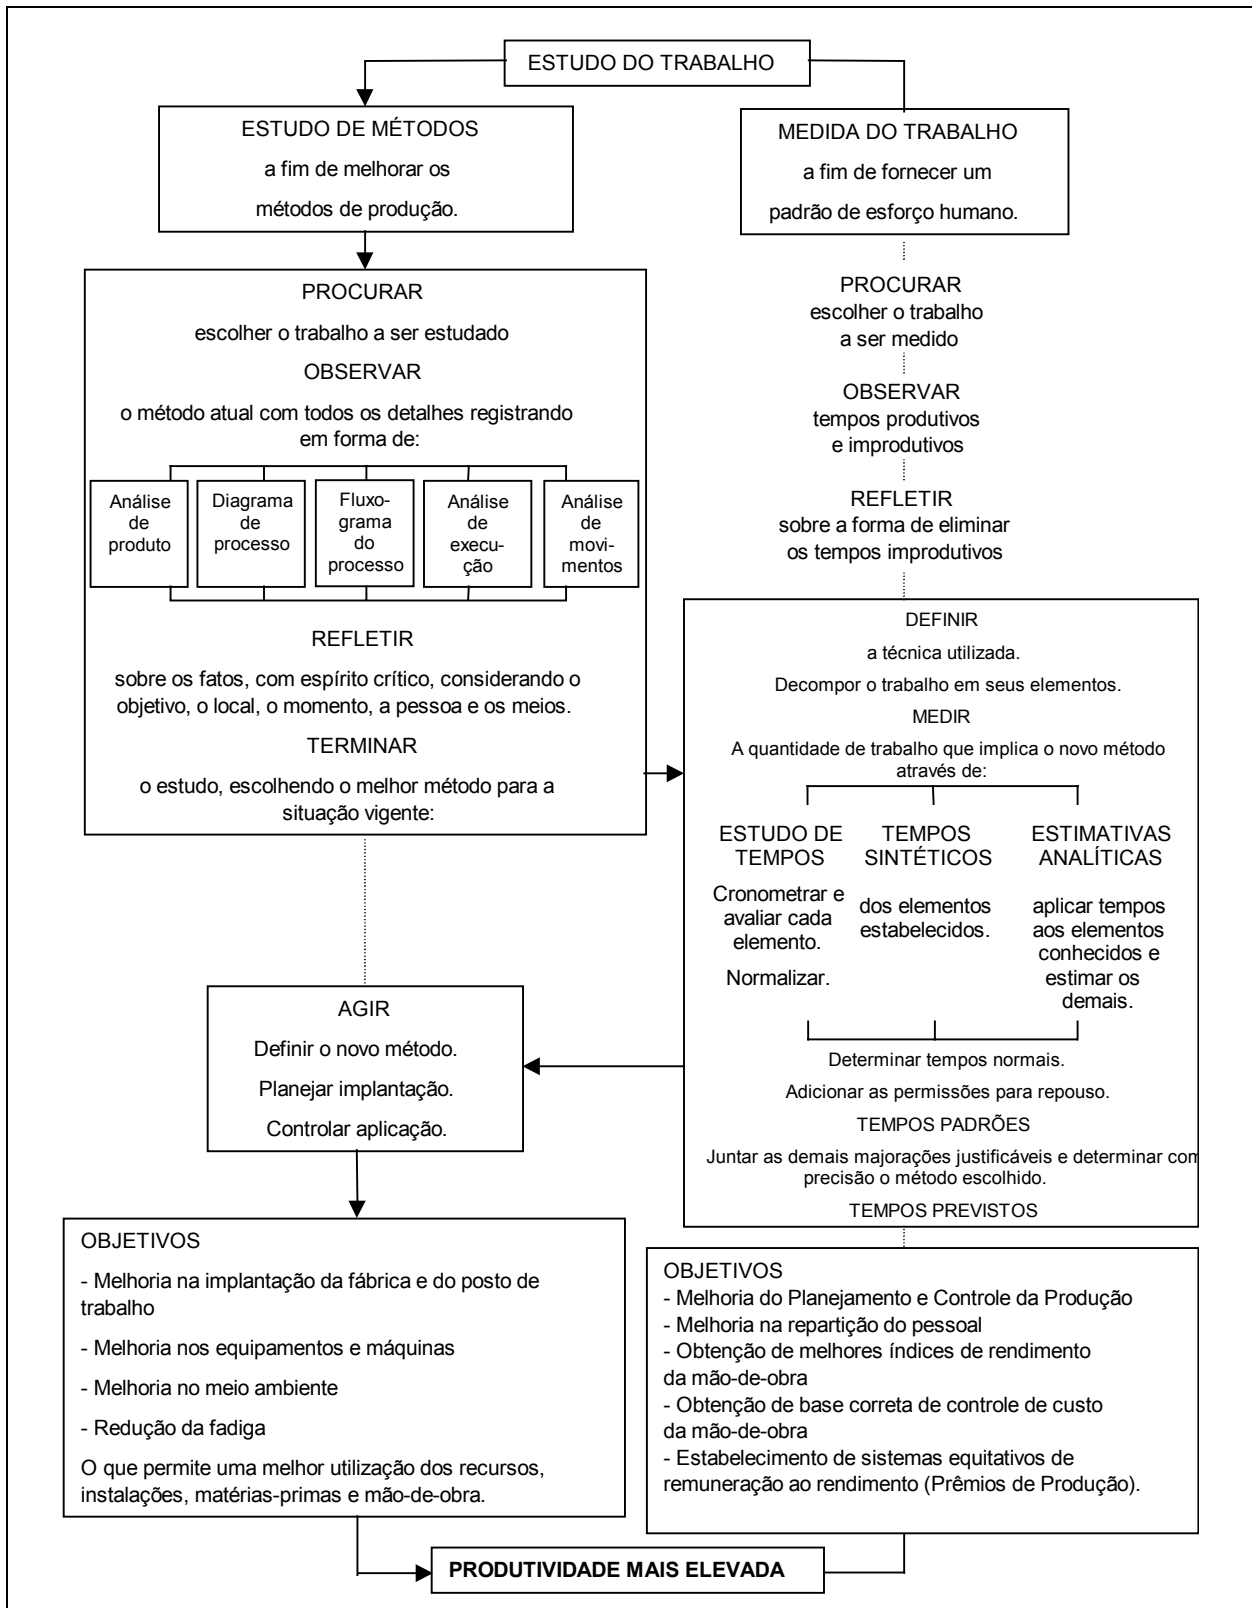 ESTUDO DO TRABALHO
ESTUDO DE MÉTODOS
a fim de melhorar os
métodos de produção.
MEDIDA DO TRABALHO
a fim de fornecer um
padrão de esforço humano.
PROCURAR
escolher o trabalho a ser estudado
OBSERVAR
o método atual com todos os detalhes registrando
em forma de:
Análise
de
produto
Diagrama
de
processo
Fluxo-
grama
do
processo
Análise
de
execu-
ção
Análise
de
movi-
mentos
REFLETIR
sobre os fatos, com espírito crítico, considerando o
objetivo, o local, o momento, a pessoa e os meios.
TERMINAR
o estudo, escolhendo o melhor método para a
situação vigente:
PROCURAR
escolher o trabalho
a ser medido
OBSERVAR
tempos produtivos
e improdutivos
REFLETIR
sobre a forma de eliminar
os tempos improdutivos
DEFINIR
a técnica utilizada.
Decompor o trabalho em seus elementos.
MEDIR
A quantidade de trabalho que implica o novo método
através de:
ESTUDO DE
TEMPOS
Cronometrar e
avaliar cada
elemento.
Normalizar.
TEMPOS
SINTÉTICOS
dos elementos
estabelecidos.
ESTIMATIVAS
ANALÍTICAS
aplicar tempos
aos elementos
conhecidos e
estimar os
demais.
Determinar tempos normais.
Adicionar as permissões para repouso.
TEMPOS PADRÕES
Juntar as demais majorações justificáveis e determinar com
precisão o método escolhido.
TEMPOS PREVISTOS
AGIR
Definir o novo método.
Planejar implantação.
Controlar aplicação.
OBJETIVOS
- Melhoria na implantação da fábrica e do posto de
trabalho
- Melhoria nos equipamentos e máquinas
- Melhoria no meio ambiente
- Redução da fadiga
O que permite uma melhor utilização dos recursos,
instalações, matérias-primas e mão-de-obra.
OBJETIVOS
- Melhoria do Planejamento e Controle da Produção
- Melhoria na repartição do pessoal
- Obtenção de melhores índices de rendimento
da mão-de-obra
- Obtenção de base correta de controle de custo
da mão-de-obra
- Estabelecimento de sistemas equitativos de
remuneração ao rendimento (Prêmios de Produção).
PRODUTIVIDADE MAIS ELEVADA